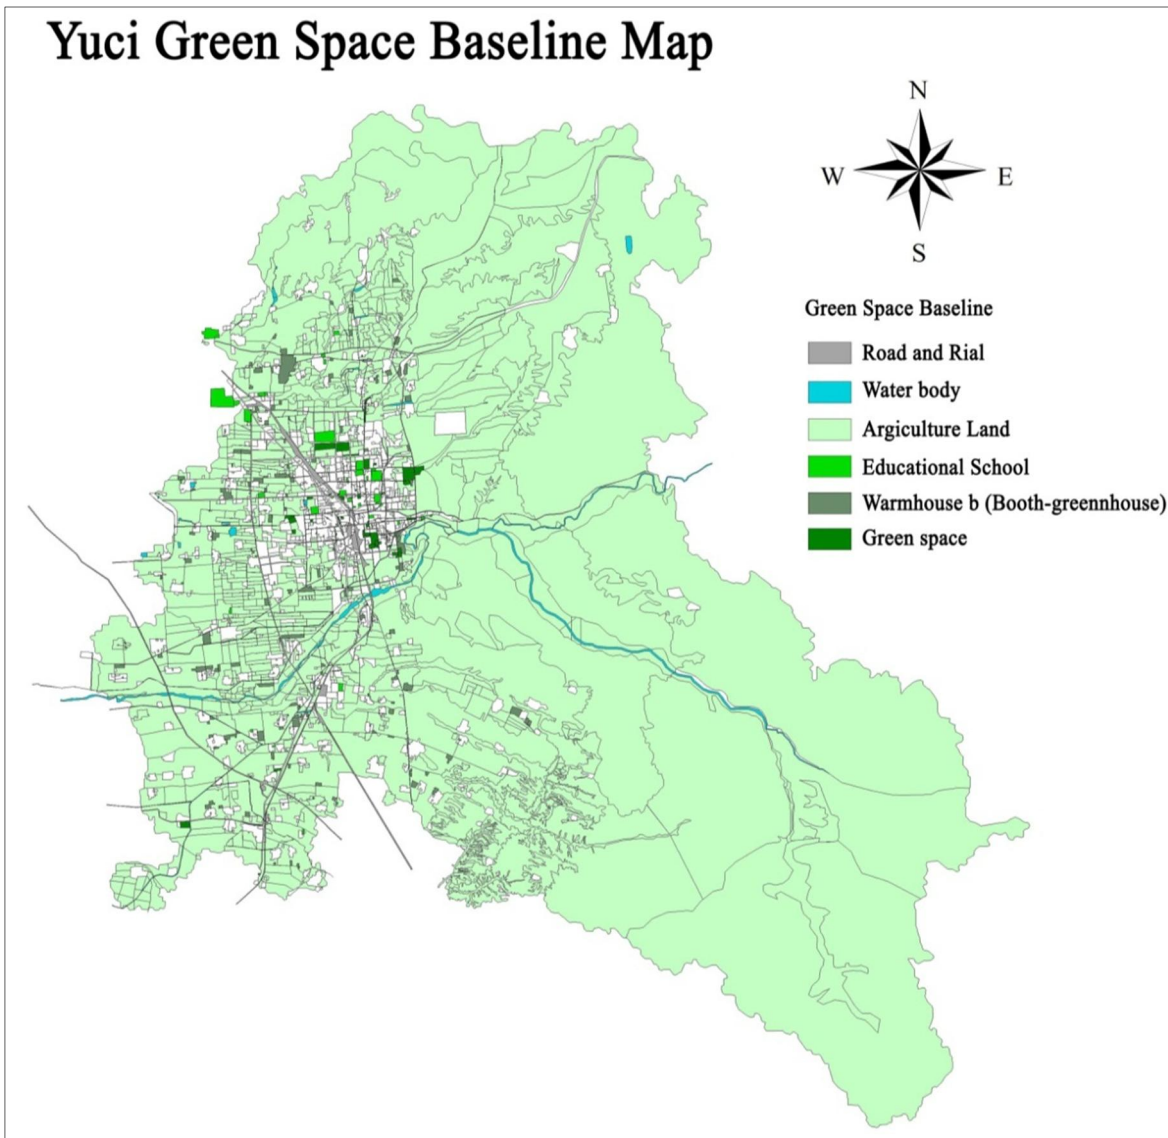 Yuci Green Space Baseline Map
N
W
E
S
Green Space Baseline
Road and Rial
Water body
Argiculture Land
Educational School
Warmhouse b (Booth-greennhouse)
Green space